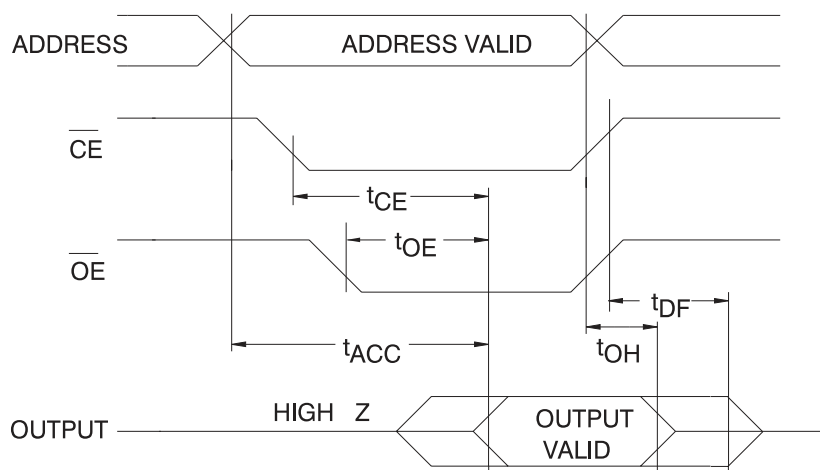 ADDRESS
ADDRESS VALID
CE
tCE
OE
tOE
tDF
tACC
tOH
OUTPUT
HIGH Z
OUTPUT
VALID